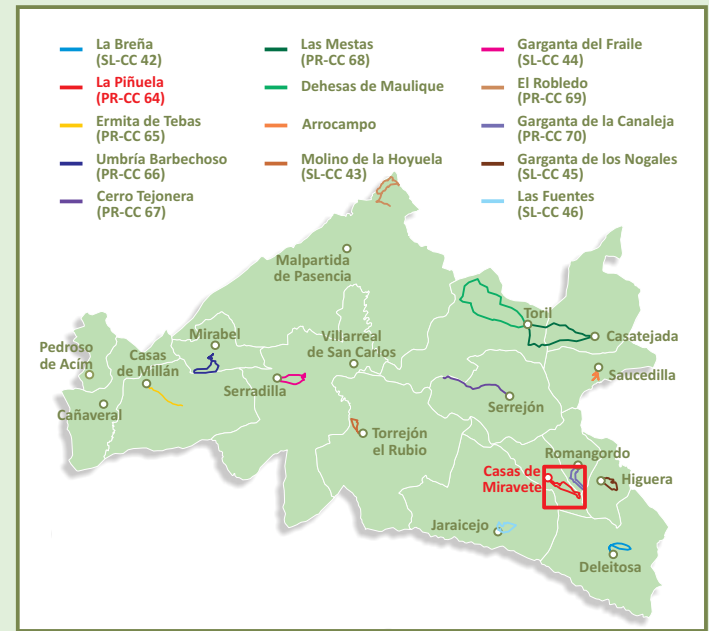 La Breña
(SL-CC 42)
La Piñuela
(PR-CC 64)
Ermita de Tebas
(PR-CC 65)
Umbría Barbechoso
(PR-CC 66)
Cerro Tejonera
(PR-CC 67)
Las Mestas
(PR-CC 68)
Dehesas de Maulique
Arrocampo
Molino de la Hoyuela
(SL-CC 43)
Garganta del Fraile
(SL-CC 44)
El Robledo
(PR-CC 69)
Garganta de la Canaleja
(PR-CC 70)
Garganta de los Nogales
(SL-CC 45)
Las Fuentes
(SL-CC 46)
Malpartida
de Pasencia
Toril
Casatejada
Mirabel
Villarreal
de San Carlos
Pedroso
de Acím
Casas
de Millán
Serradilla
Saucedilla
Serrejón
Cañaveral
Torrejón
el Rubio
Romangordo
Casas de
Miravete
Higuera
Jaraicejo
Deleitosa